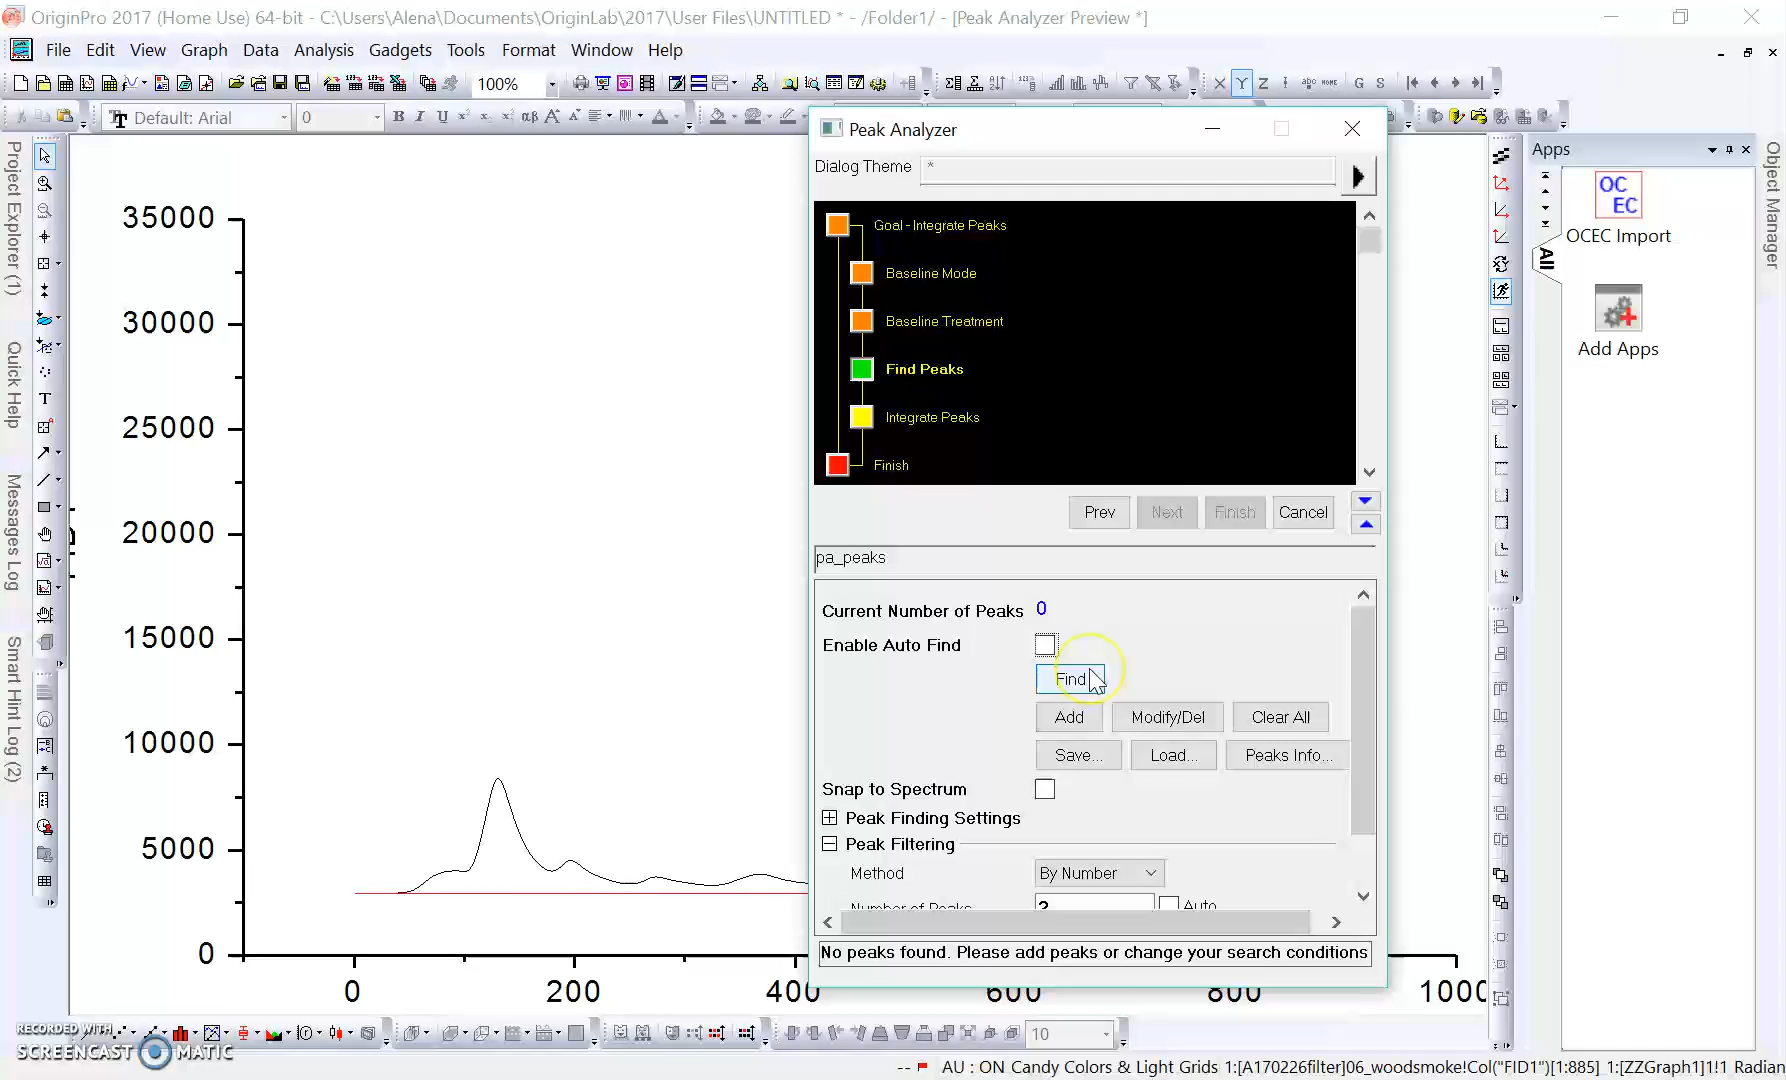 OriginPro 2017 (Home Use) 64-bit - C:\Users\Alena\Documents\OriginLab\2017\User Files\UNTITLED * - /Folder1/ - [Peak Analyzer Preview *]
File Edit View Graph Data Analysis Gadgets Tools Format Window Help
100%
X Y Z
G S
Default: Arial
0
B I U
Project Explorer (1)
Quick Help
Messages Log
Smart Hint Log (2)
Object Manager
Apps
All
OC
EC
OCEC Import
Add Apps
Peak Analyzer
Dialog Theme *
Goal - Integrate Peaks
Baseline Mode
Baseline Treatment
Find Peaks
Integrate Peaks
Finish
Prev Next Finish Cancel
pa_peaks
Current Number of Peaks 0
Enable Auto Find
Find
Add Modify/Del Clear All
Save... Load... Peaks Info...
Snap to Spectrum
Peak Finding Settings
Peak Filtering
Method By Number
Number of Peaks 2 Auto
No peaks found. Please add peaks or change your search conditions
35000
30000
25000
20000
15000
10000
5000
0
0 200 400 600 800 1000
10
RECORDED WITH
SCREENCAST MATIC
-- AU : ON Candy Colors & Light Grids 1:[A170226filter]06_woodsmoke!Col("FID1")[1:885] 1:[ZZGraph1]1!1 Radian